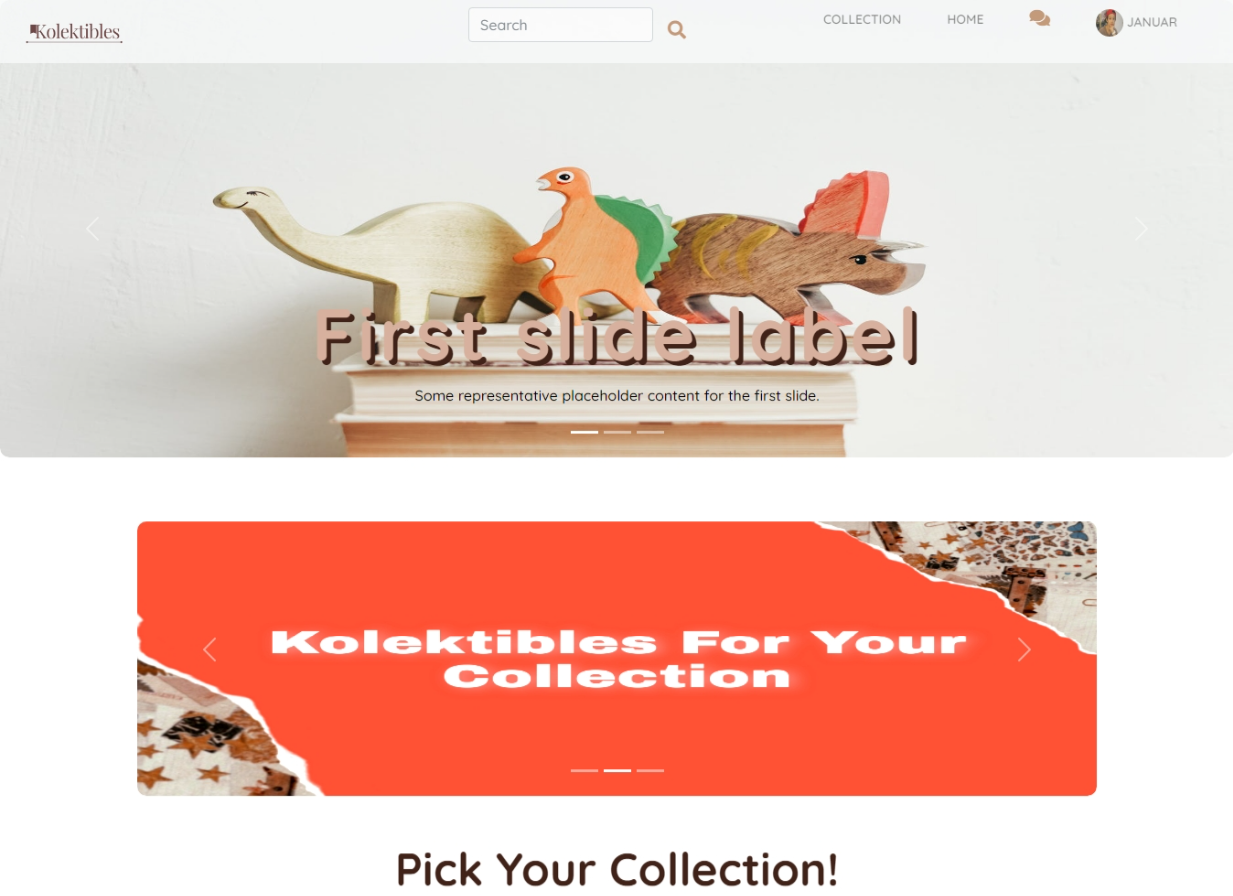 Kolektibles
Search
COLLECTION
HOME
JANUAR
First slide label
Some representative placeholder content for the first slide.
Kolektibles For Your
Collection
Pick Your Collection!